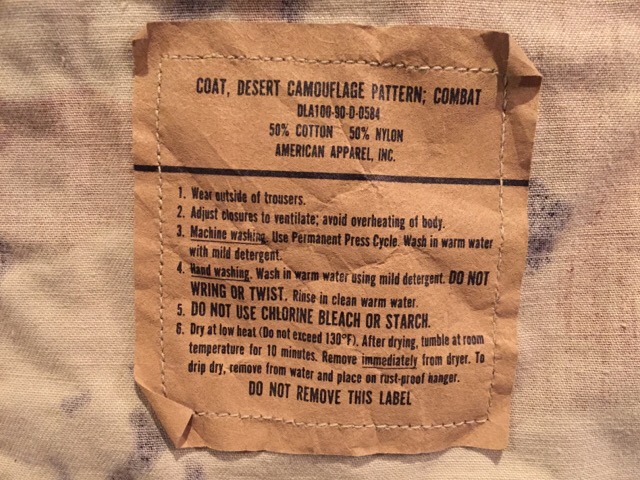 COAT, DESERT CAMOUFLAGE PATTERN; COMBAT
DLA100-90-D-0584
50% COTTON 50% NYLON
AMERICAN APPAREL, INC.
1. Wear outside of trousers.
2. Adjust closures to ventilate; avoid overheating of body.
3. Machine washing. Use Permanent Press Cycle. Wash in warm water
with mild detergent.
4. Hand washing. Wash in warm water using mild detergent. DO NOT
WRING OR TWIST. Rinse in clean warm water.
5. DO NOT USE CHLORINE BLEACH OR STARCH.
6. Dry at low heat (Do not exceed 130°F). After drying, tumble at room
temperature for 10 minutes. Remove immediately from dryer. To
drip dry, remove from water and place on rust-proof hanger.
DO NOT REMOVE THIS LABEL